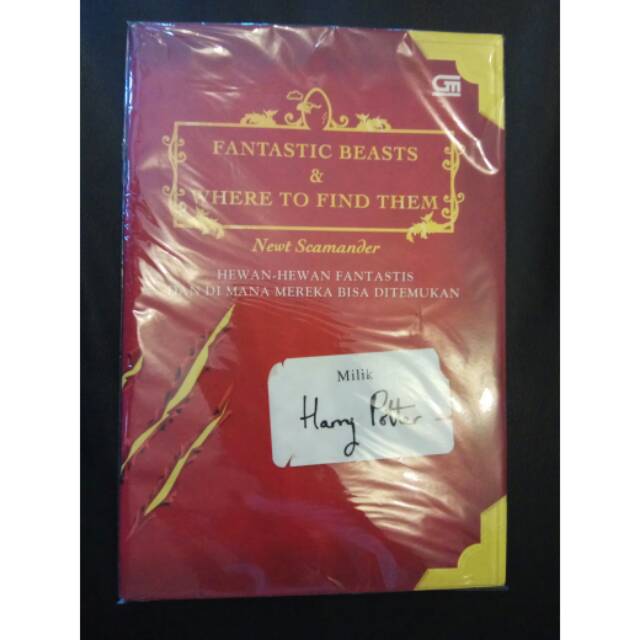 GM
FANTASTIC BEASTS
&
WHERE TO FIND THEM
Newt Scamander
HEWAN-HEWAN FANTASTIS
DAN DI MANA MEREKA BISA DITEMUKAN
Milik
Harry Potter